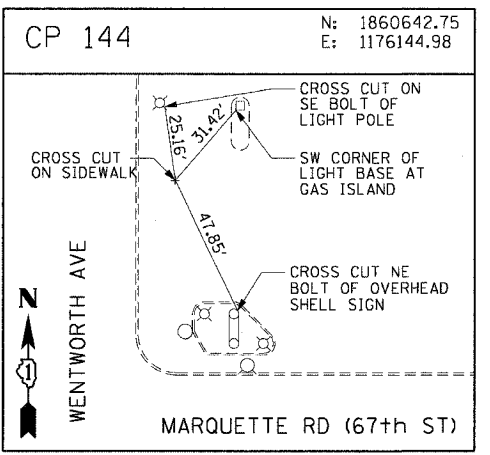 CP 144
N: 1860642.75
E: 1176144.98
CROSS CUT ON
SE BOLT OF
LIGHT POLE
25.16'
31.42'
CROSS CUT
ON SIDEWALK
SW CORNER OF
LIGHT BASE AT
GAS ISLAND
47.85'
CROSS CUT NE
BOLT OF OVERHEAD
SHELL SIGN
WENTWORTH AVE
N
1
MARQUETTE RD (67th ST)